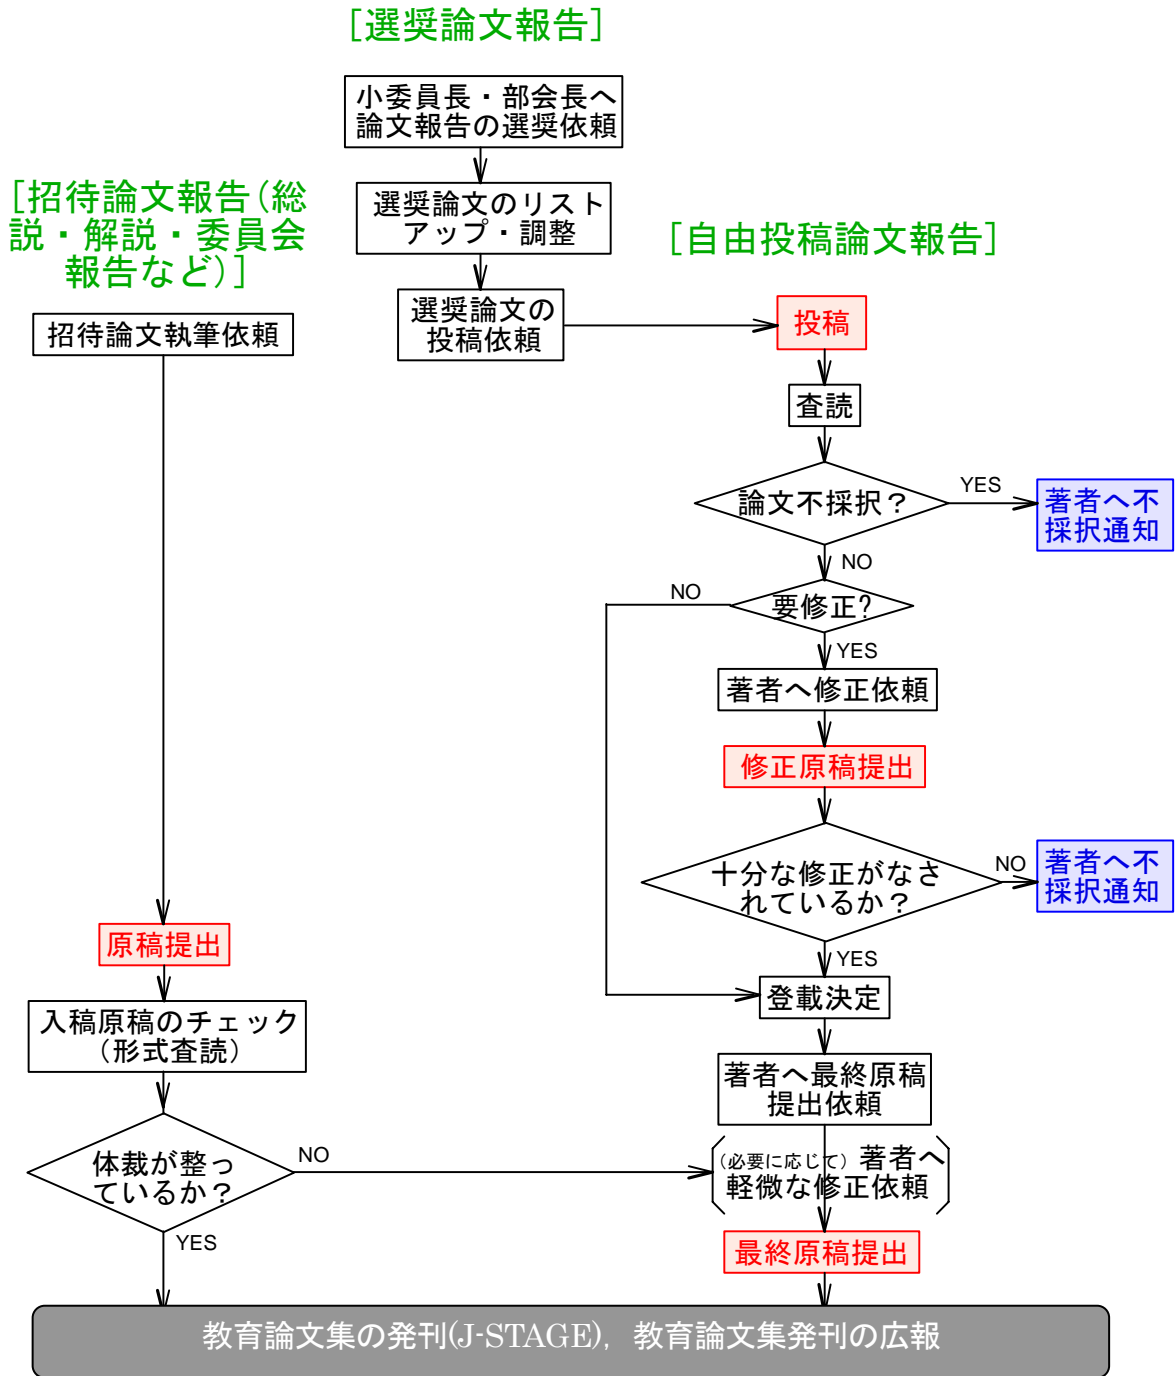 [選奨論文報告]
小委員長・部会長へ
論文報告の選奨依頼
選奨論文のリスト
アップ・調整
選奨論文の
投稿依頼
[招待論文報告(総
説・解説・委員会
報告など)]
招待論文執筆依頼
原稿提出
入稿原稿のチェック
(形式査読)
体裁が整っ
ているか？
NO
YES
[自由投稿論文報告]
投稿
査読
論文不採択？
YES
著者へ不
採択通知
NO
要修正?
NO
YES
著者へ修正依頼
修正原稿提出
十分な修正がなさ
れているか？
NO
著者へ不
採択通知
YES
登載決定
著者へ最終原稿
提出依頼
(必要に応じて) 著者へ
軽微な修正依頼
最終原稿提出
教育論文集の発刊(J-STAGE)，教育論文集発刊の広報